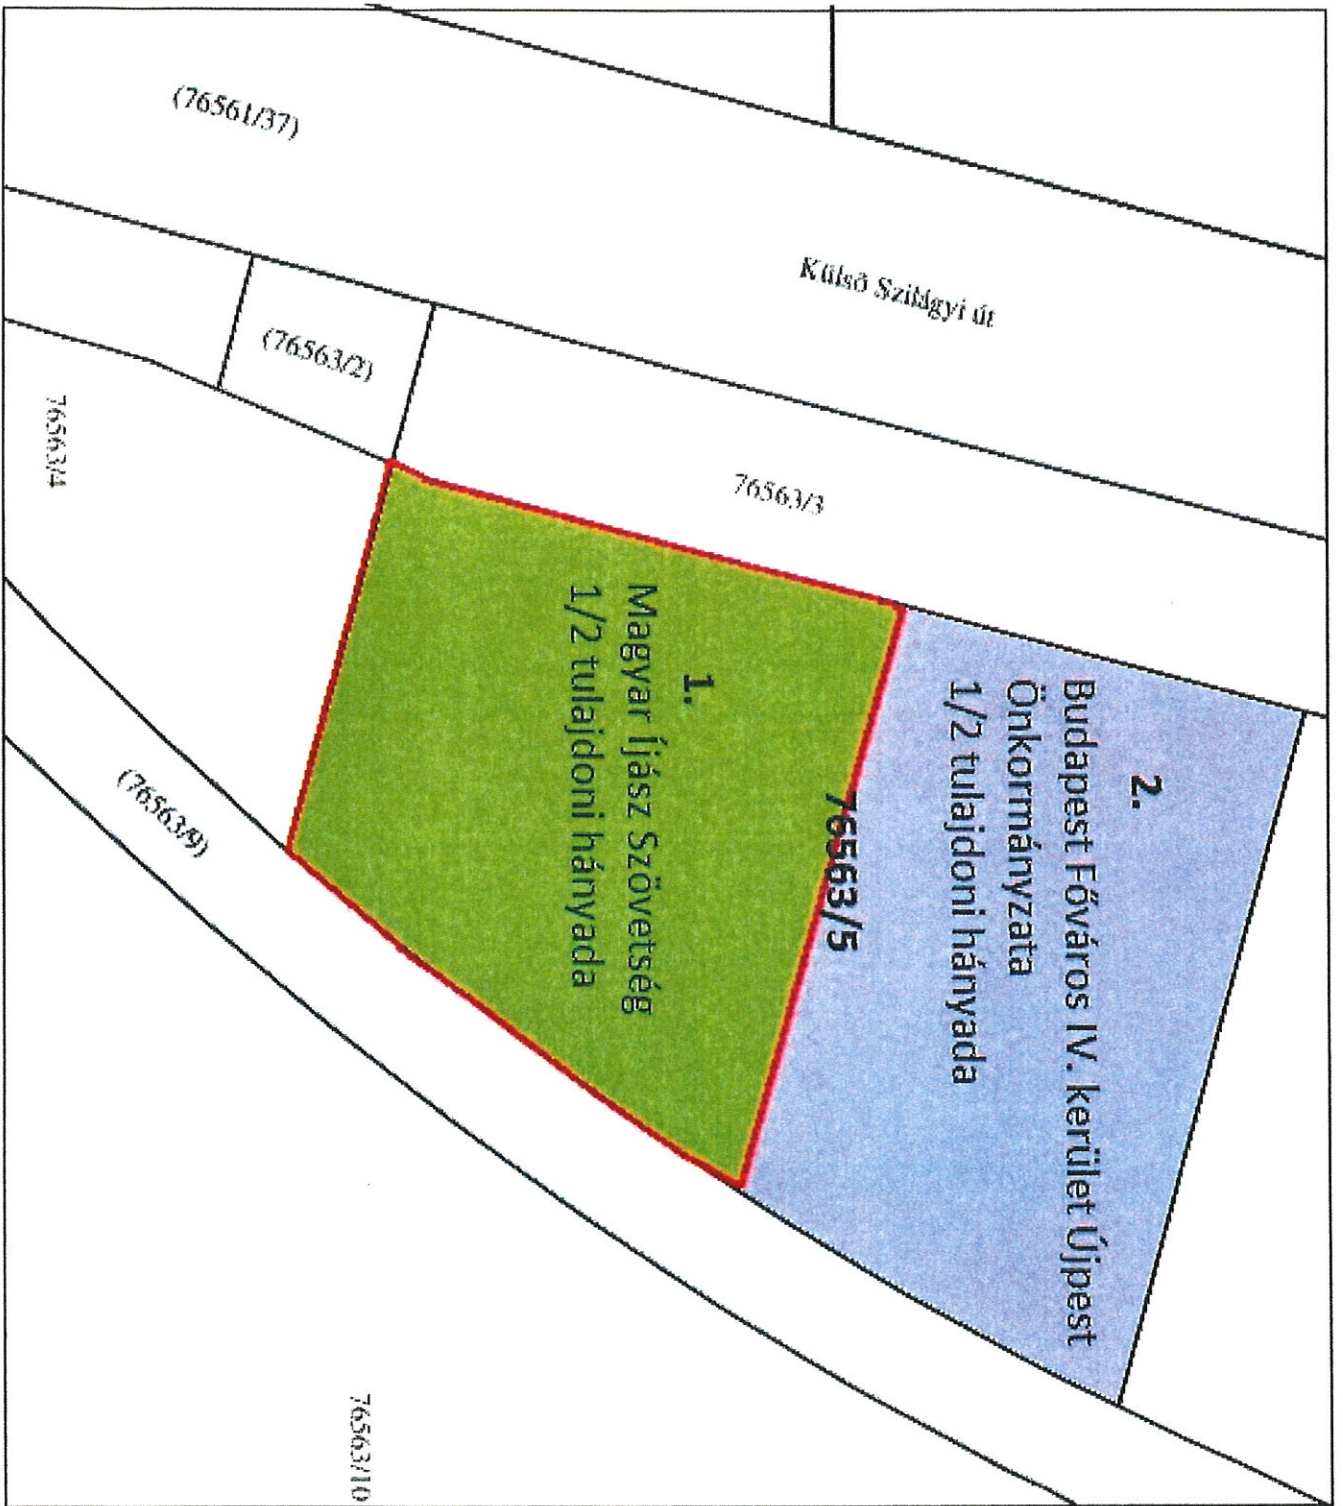 (76561/37)
Külső Szilágyi út
(76563/2)
76563/3
76563/4
2.
Budapest Főváros IV. kerület Újpest
Önkormányzata
1/2 tulajdoni hányada
76563/5
1.
Magyar Íjász Szövetség
1/2 tulajdoni hányada
(76563/9)
76563/10